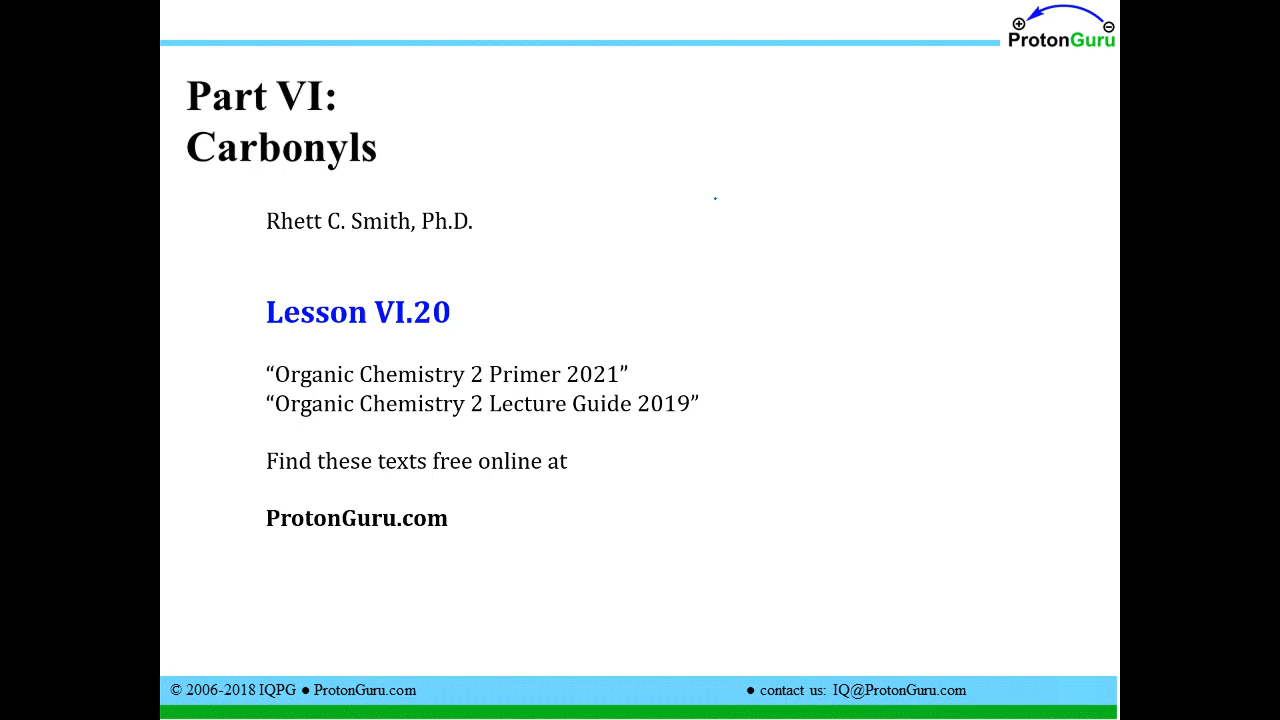 ⊕ ⊖
ProtonGuru
Part VI:
Carbonyls
Rhett C. Smith, Ph.D.
Lesson VI.20
“Organic Chemistry 2 Primer 2021”
“Organic Chemistry 2 Lecture Guide 2019”
Find these texts free online at
ProtonGuru.com
© 2006-2018 IQPG ● ProtonGuru.com ● contact us: IQ@ProtonGuru.com